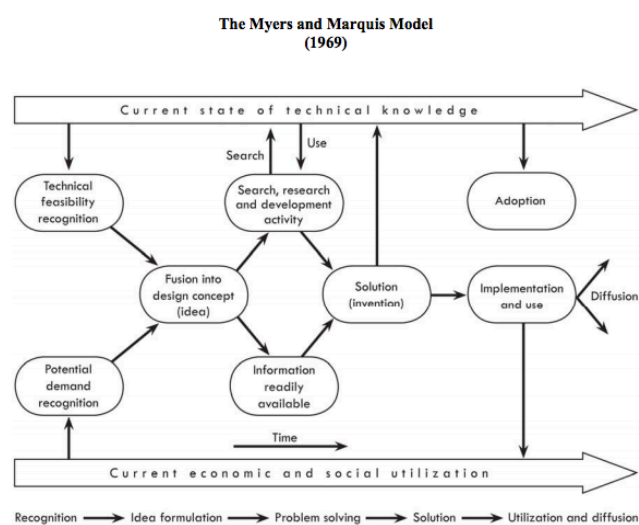 The Myers and Marquis Model
(1969)
Current state of technical knowledge
Search
Use
Technical
feasibility
recognition
Search, research
and development
activity
Adoption
Fusion into
design concept
(idea)
Solution
(invention)
Implementation
and use
Diffusion
Potential
demand
recognition
Information
readily
available
Time
Current economic and social utilization
Recognition → Idea formulation → Problem solving → Solution → Utilization and diffusion